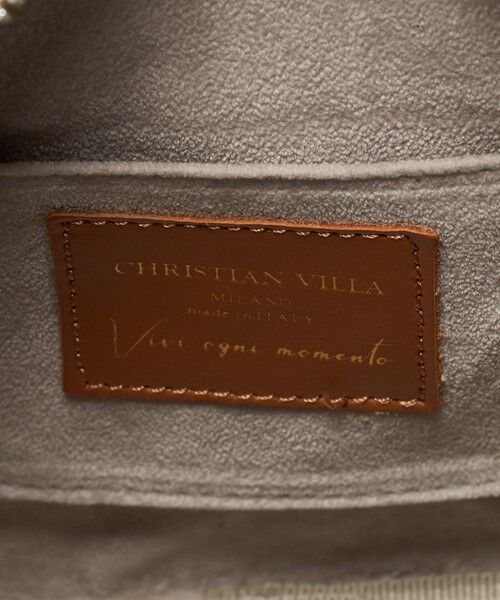 CHRISTIAN VILLA
MILANO
made in ITALY
Vivi ogni momento